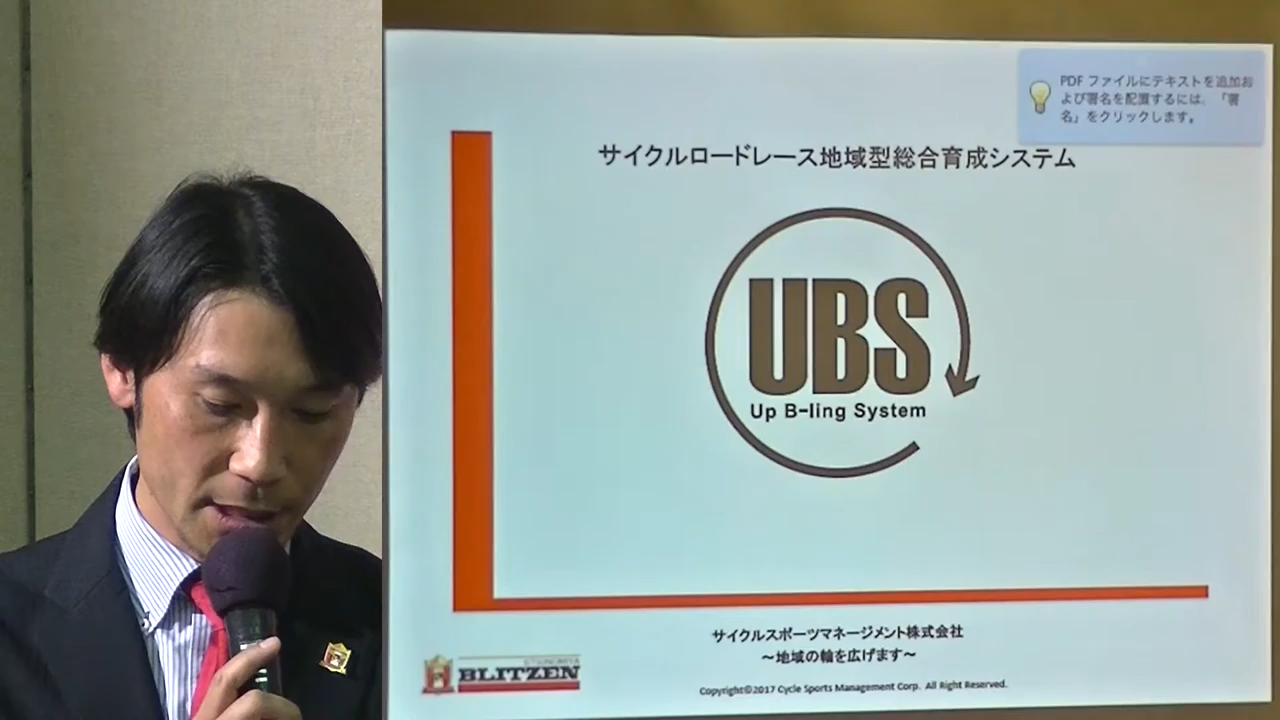 PDF ファイルにテキストを追加お
よび署名を配置するには、「署
名」をクリックします。
サイクルロードレース地域型総合育成システム
UBS
Up B-ling System
サイクルスポーツマネージメント株式会社
～地域の輪を広げます～
UTSUNOMIYA
BLITZEN
Copyright©2017 Cycle Sports Management Corp. All Right Reserved.